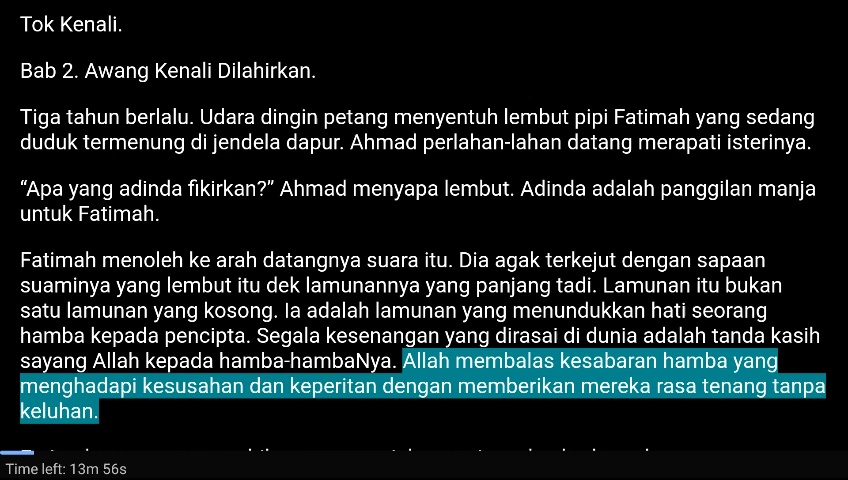 Tok Kenali.
Bab 2. Awang Kenali Dilahirkan.
Tiga tahun berlalu. Udara dingin petang menyentuh lembut pipi Fatimah yang sedang
duduk termenung di jendela dapur. Ahmad perlahan-lahan datang merapati isterinya.
“Apa yang adinda fikirkan?” Ahmad menyapa lembut. Adinda adalah panggilan manja
untuk Fatimah.
Fatimah menoleh ke arah datangnya suara itu. Dia agak terkejut dengan sapaan
suaminya yang lembut itu dek lamunannya yang panjang tadi. Lamunan itu bukan
satu lamunan yang kosong. Ia adalah lamunan yang menundukkan hati seorang
hamba kepada pencipta. Segala kesenangan yang dirasai di dunia adalah tanda kasih
sayang Allah kepada hamba-hambaNya. Allah membalas kesabaran hamba yang
menghadapi kesusahan dan keperitan dengan memberikan mereka rasa tenang tanpa
keluhan.
Time left: 13m 56s